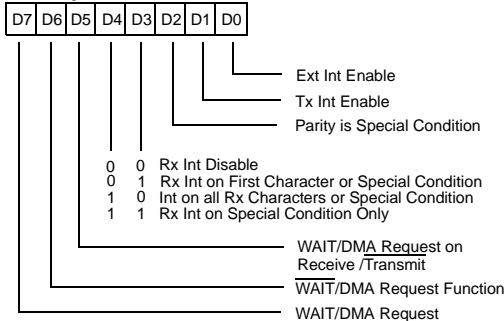 D7 D6 D5 D4 D3 D2 D1 D0
Ext Int Enable
Tx Int Enable
Parity is Special Condition
0 0 Rx Int Disable
0 1 Rx Int on First Character or Special Condition
1 0 Int on all Rx Characters or Special Condition
1 1 Rx Int on Special Condition Only
WAIT/DMA Request on
Receive /Transmit
WAIT/DMA Request Function
WAIT/DMA Request